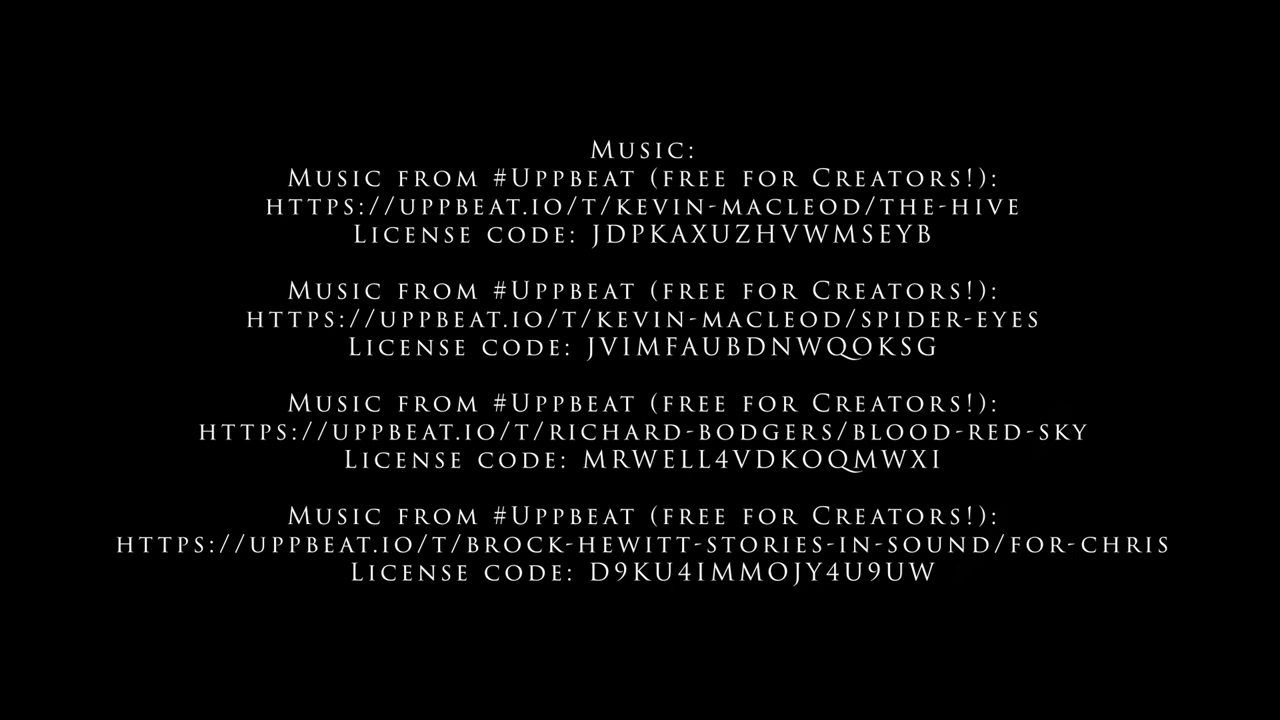 Music:
Music from #Uppbeat (free for Creators!):
https://uppbeat.io/t/kevin-macleod/the-hive
License code: JDPKAXUZHVWMSEYB
Music from #Uppbeat (free for Creators!):
https://uppbeat.io/t/kevin-macleod/spider-eyes
License code: JVIMFAUBDNWQOKSG
Music from #Uppbeat (free for Creators!):
https://uppbeat.io/t/richard-bodgers/blood-red-sky
License code: MRWELL4VDKOQMWXI
Music from #Uppbeat (free for Creators!):
https://uppbeat.io/t/brock-hewitt-stories-in-sound/for-chris
License code: D9KU4IMMOJY4U9UW